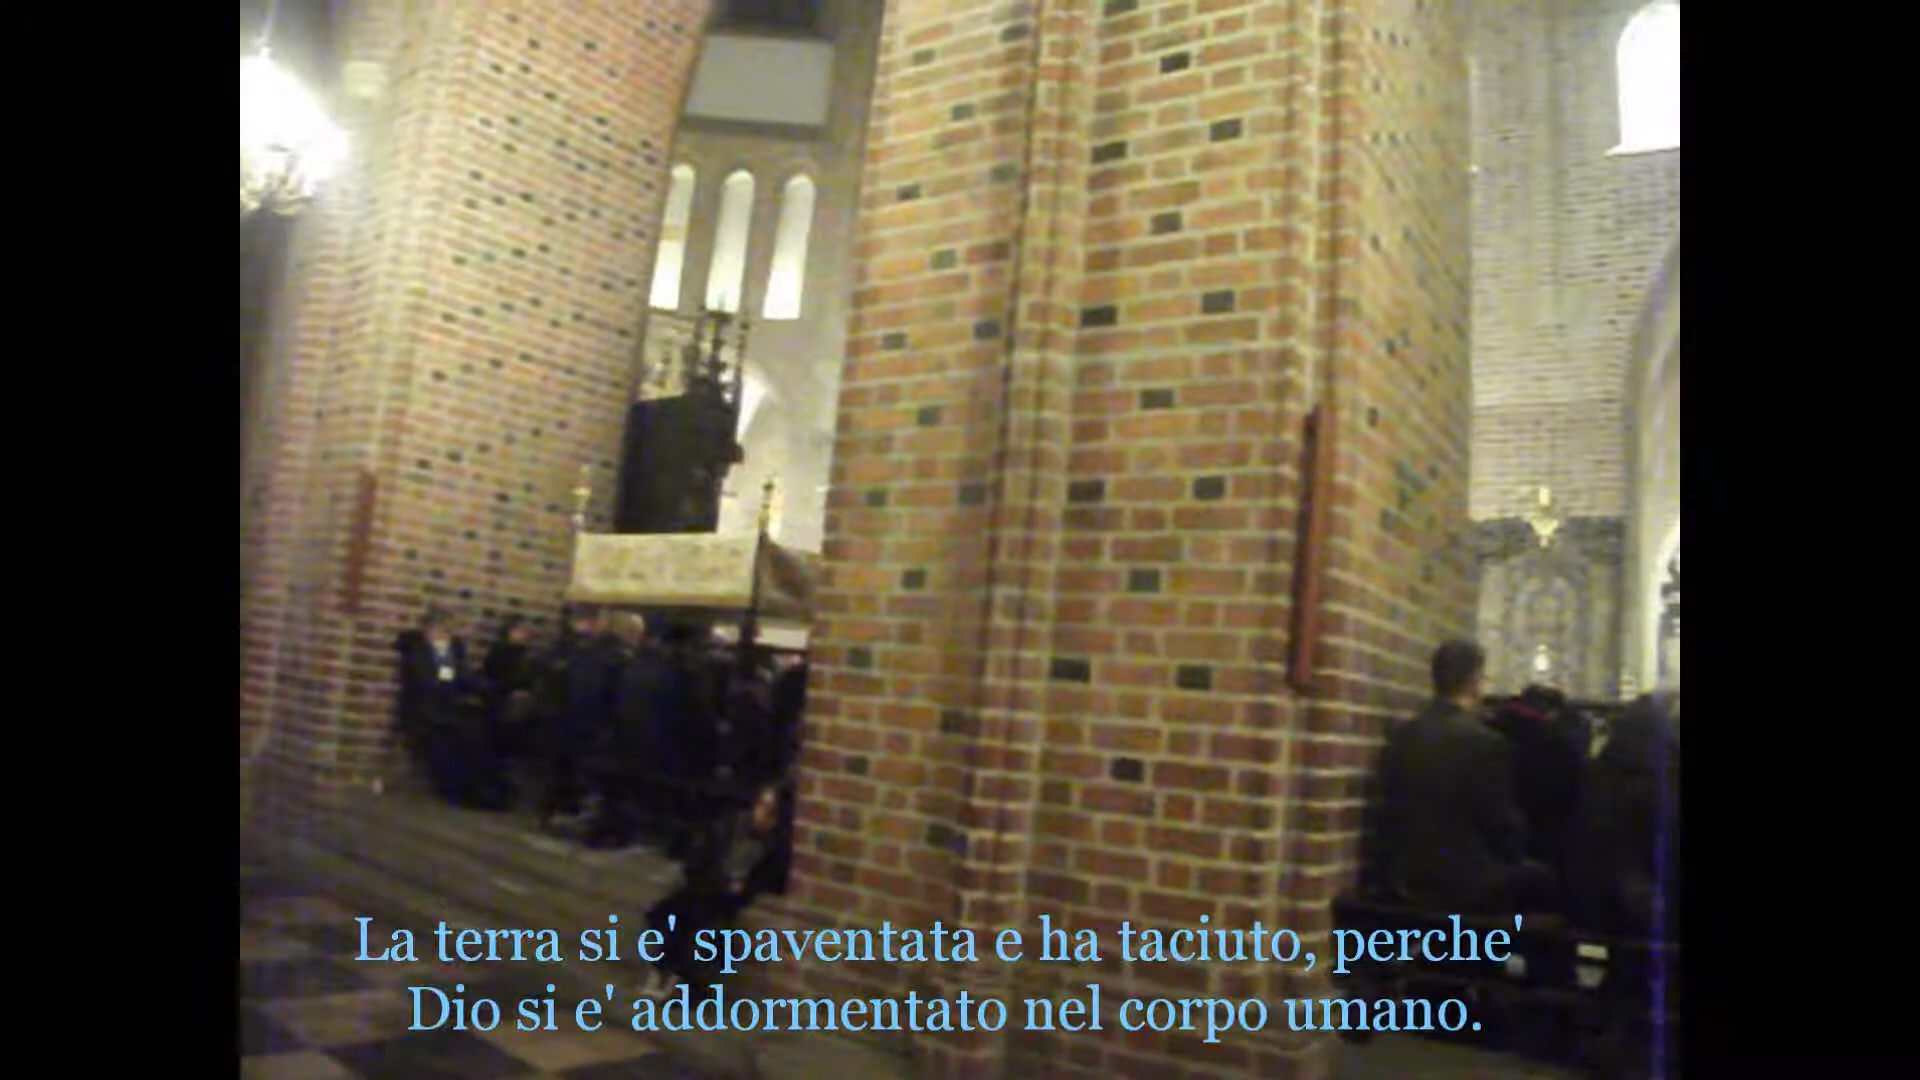 La terra si e' spaventata e ha taciuto, perche'
Dio si e' addormentato nel corpo umano.